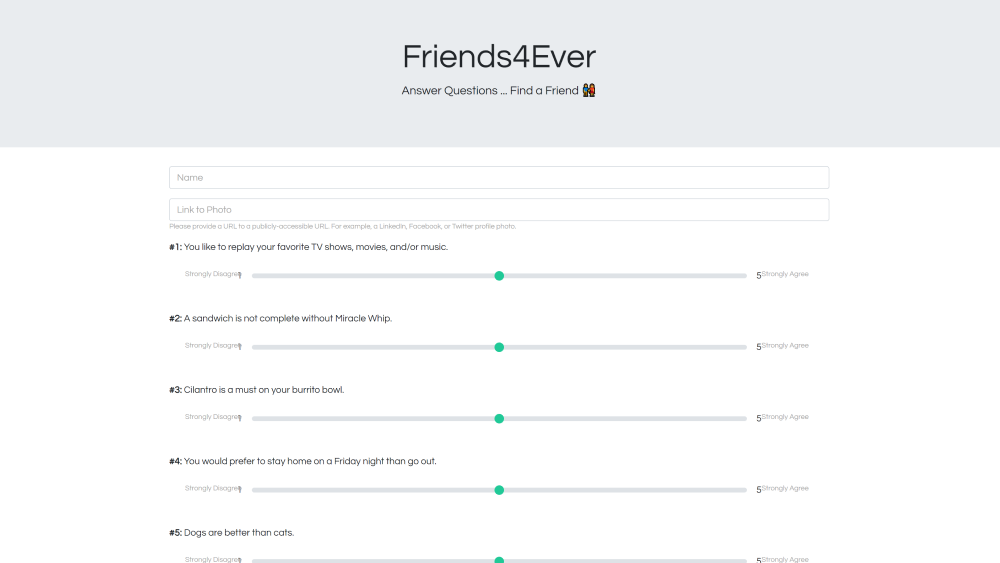 Friends4Ever
Answer Questions ... Find a Friend 👫
Name
Link to Photo
Please provide a URL to a publicly-accessible URL. For example, a LinkedIn, Facebook, or Twitter profile photo.
#1: You like to replay your favorite TV shows, movies, and/or music.
Strongly Disagree 1 5 Strongly Agree
#2: A sandwich is not complete without Miracle Whip.
Strongly Disagree 1 5 Strongly Agree
#3: Cilantro is a must on your burrito bowl.
Strongly Disagree 1 5 Strongly Agree
#4: You would prefer to stay home on a Friday night than go out.
Strongly Disagree 1 5 Strongly Agree
#5: Dogs are better than cats.
Strongly Disagree 1 5 Strongly Agree